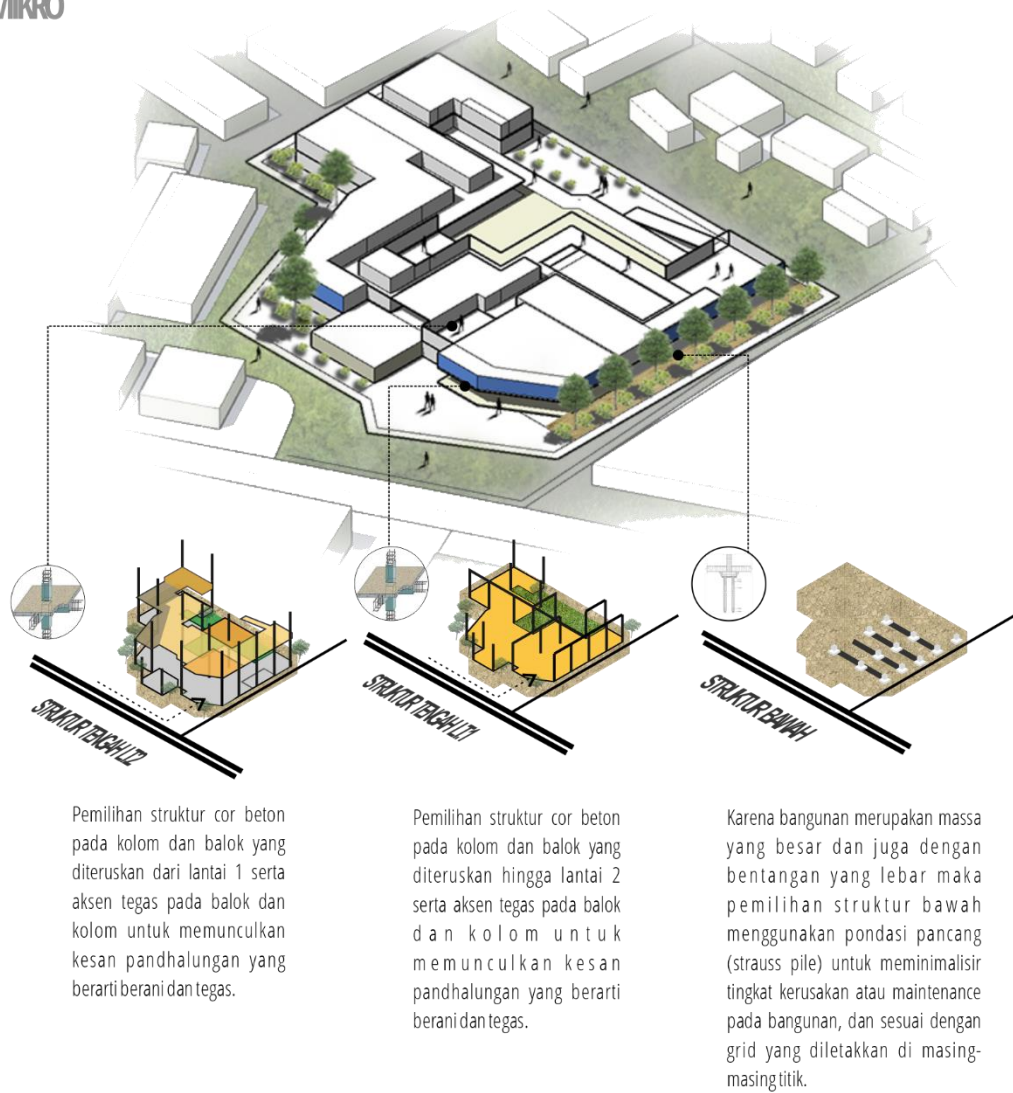 MIKRO
STRUKTUR TENGAH LT2
STRUKTUR TENGAH LT1
STRUKTUR BAWAH
Pemilihan struktur cor beton
pada kolom dan balok yang
diteruskan dari lantai 1 serta
aksen tegas pada balok dan
kolom untuk memunculkan
kesan pandhalungan yang
berarti berani dan tegas.
Pemilihan struktur cor beton
pada kolom dan balok yang
diteruskan hingga lantai 2
serta aksen tegas pada balok
dan kolom untuk
memunculkan kesan
pandhalungan yang berarti
berani dan tegas.
Karena bangunan merupakan massa
yang besar dan juga dengan
bentangan yang lebar maka
pemilihan struktur bawah
menggunakan pondasi pancang
(strauss pile) untuk meminimalisir
tingkat kerusakan atau maintenance
pada bangunan, dan sesuai dengan
grid yang diletakkan di masing-
masing titik.